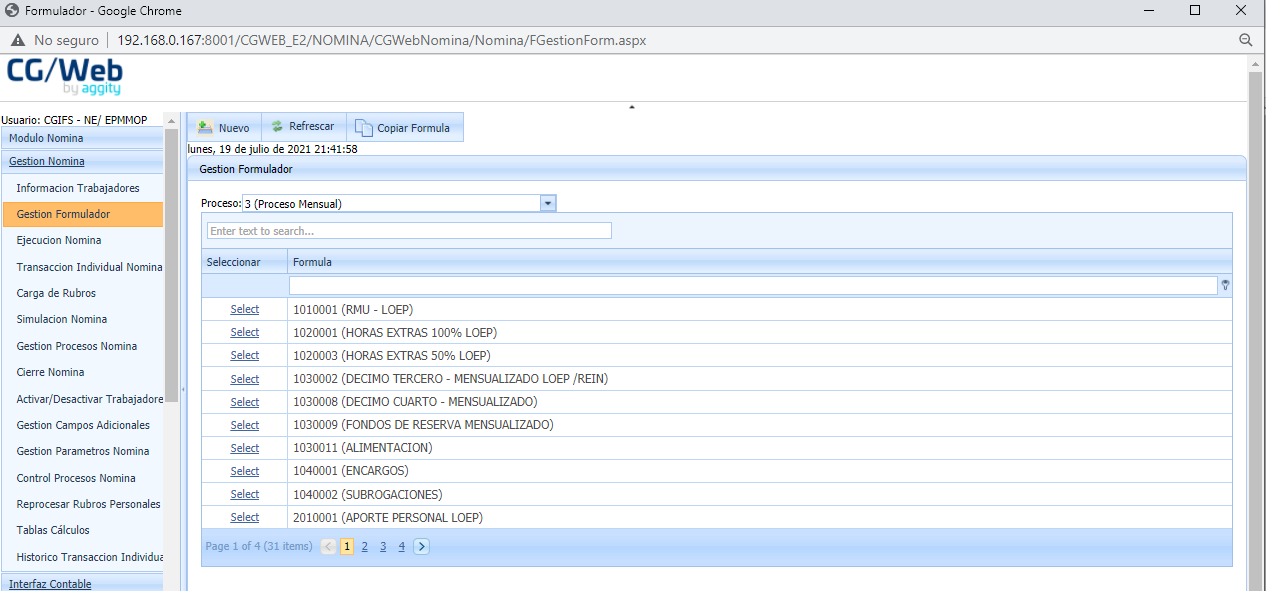 Formulador - Google Chrome
No seguro | 192.168.0.167:8001/CGWEB_E2/NOMINA/CGWebNomina/Nomina/FGestionForm.aspx
CG/Web
by aggity
Usuario: CGIFS - NE/ EPMMOP
Modulo Nomina
Gestion Nomina
Informacion Trabajadores
Gestion Formulador
Ejecucion Nomina
Transaccion Individual Nomina
Carga de Rubros
Simulacion Nomina
Gestion Procesos Nomina
Cierre Nomina
Activar/Desactivar Trabajadore
Gestion Campos Adicionales
Gestion Parametros Nomina
Control Procesos Nomina
Reprocesar Rubros Personales
Tablas Cálculos
Historico Transaccion Individua
Interfaz Contable
Nuevo Refrescar Copiar Formula
lunes, 19 de julio de 2021 21:41:58
Gestion Formulador
Proceso: 3 (Proceso Mensual)
Enter text to search...
Seleccionar Formula
Select 1010001 (RMU - LOEP)
Select 1020001 (HORAS EXTRAS 100% LOEP)
Select 1020003 (HORAS EXTRAS 50% LOEP)
Select 1030002 (DECIMO TERCERO - MENSUALIZADO LOEP /REIN)
Select 1030008 (DECIMO CUARTO - MENSUALIZADO)
Select 1030009 (FONDOS DE RESERVA MENSUALIZADO)
Select 1030011 (ALIMENTACION)
Select 1040001 (ENCARGOS)
Select 1040002 (SUBROGACIONES)
Select 2010001 (APORTE PERSONAL LOEP)
Page 1 of 4 (31 items) 1 2 3 4